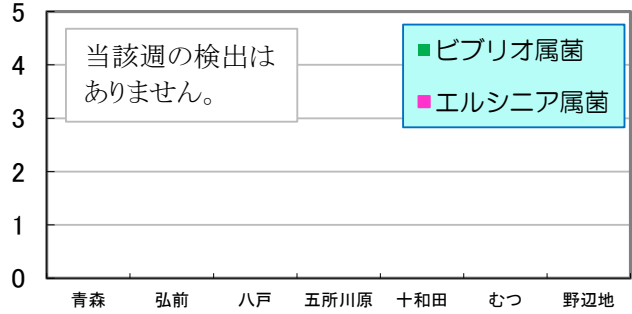 5
4
3
2
1
0
当該週の検出は
ありません。
ビブリオ属菌
エルシニア属菌
青森 弘前 八戸 五所川原 十和田 むつ 野辺地